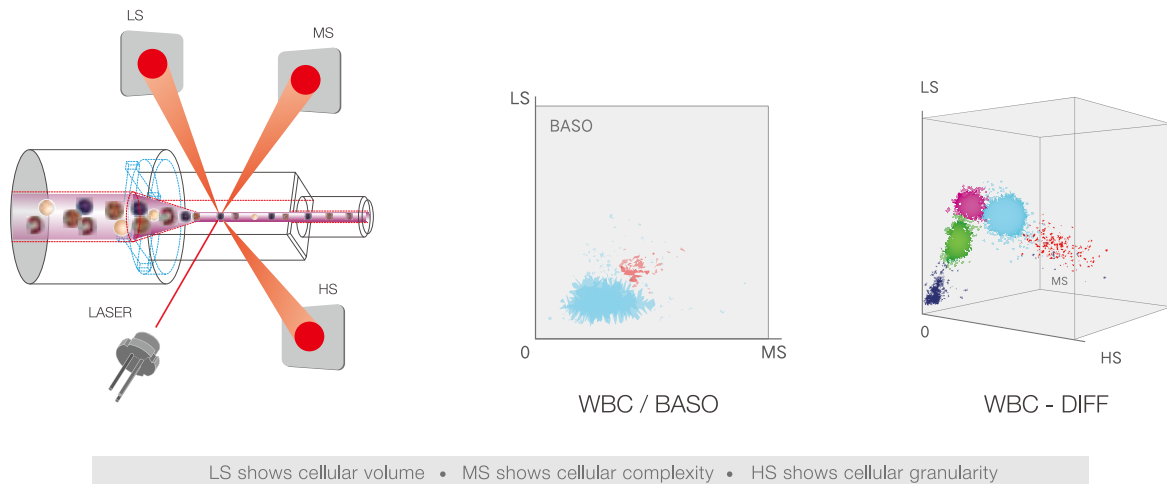 LS
MS
HS
LASER
LS
BASO
0
MS
WBC / BASO
LS
MS
0
HS
WBC - DIFF
LS shows cellular volume • MS shows cellular complexity • HS shows cellular granularity